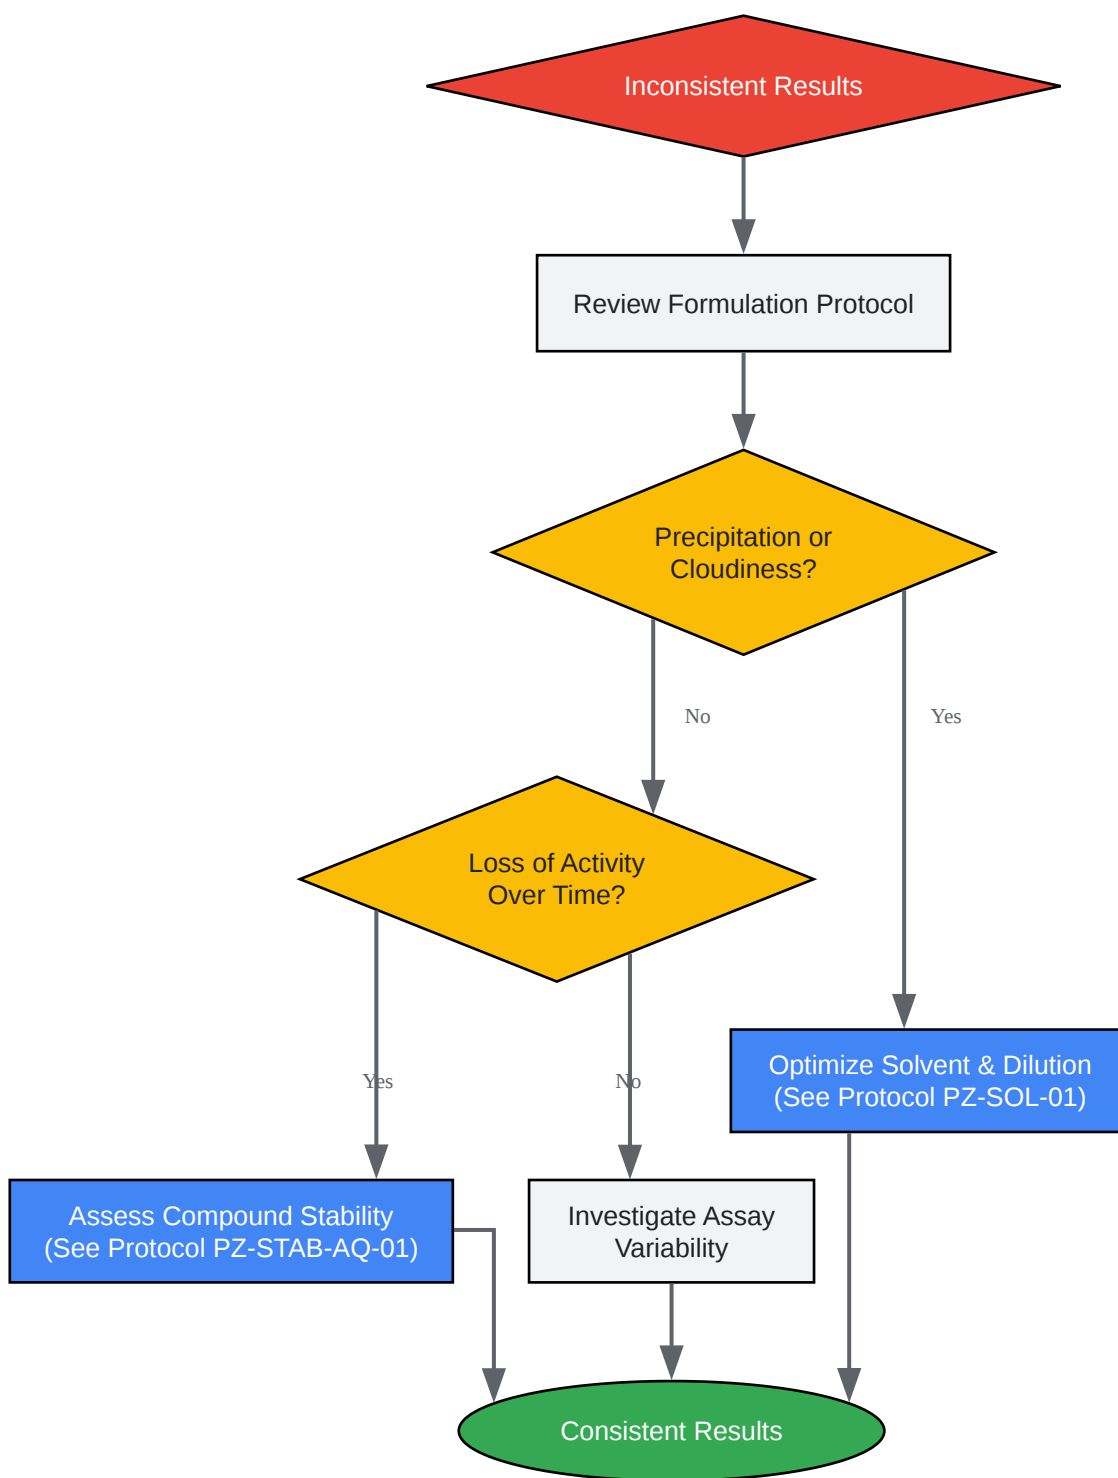 Inconsistent Results
Review Formulation Protocol
Precipitation or
Cloudiness?
No
Yes
Loss of Activity
Over Time?
Yes
No
Optimize Solvent & Dilution
(See Protocol PZ-SOL-01)
Assess Compound Stability
(See Protocol PZ-STAB-AQ-01)
Investigate Assay
Variability
Consistent Results